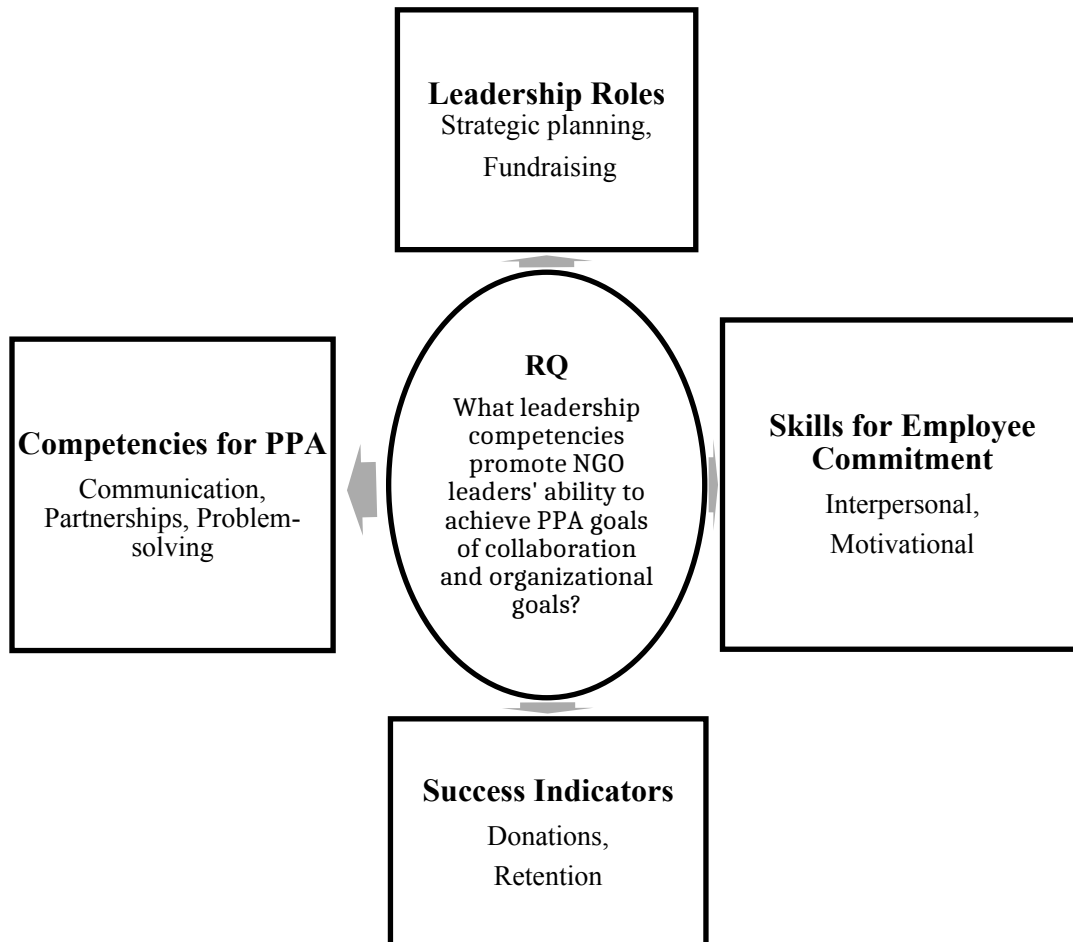 Leadership Roles
Strategic planning,
Fundraising
Competencies for PPA
Communication,
Partnerships, Problem-
solving
RQ
What leadership
competencies
promote NGO
leaders' ability to
achieve PPA goals
of collaboration
and organizational
goals?
Skills for Employee
Commitment
Interpersonal,
Motivational
Success Indicators
Donations,
Retention